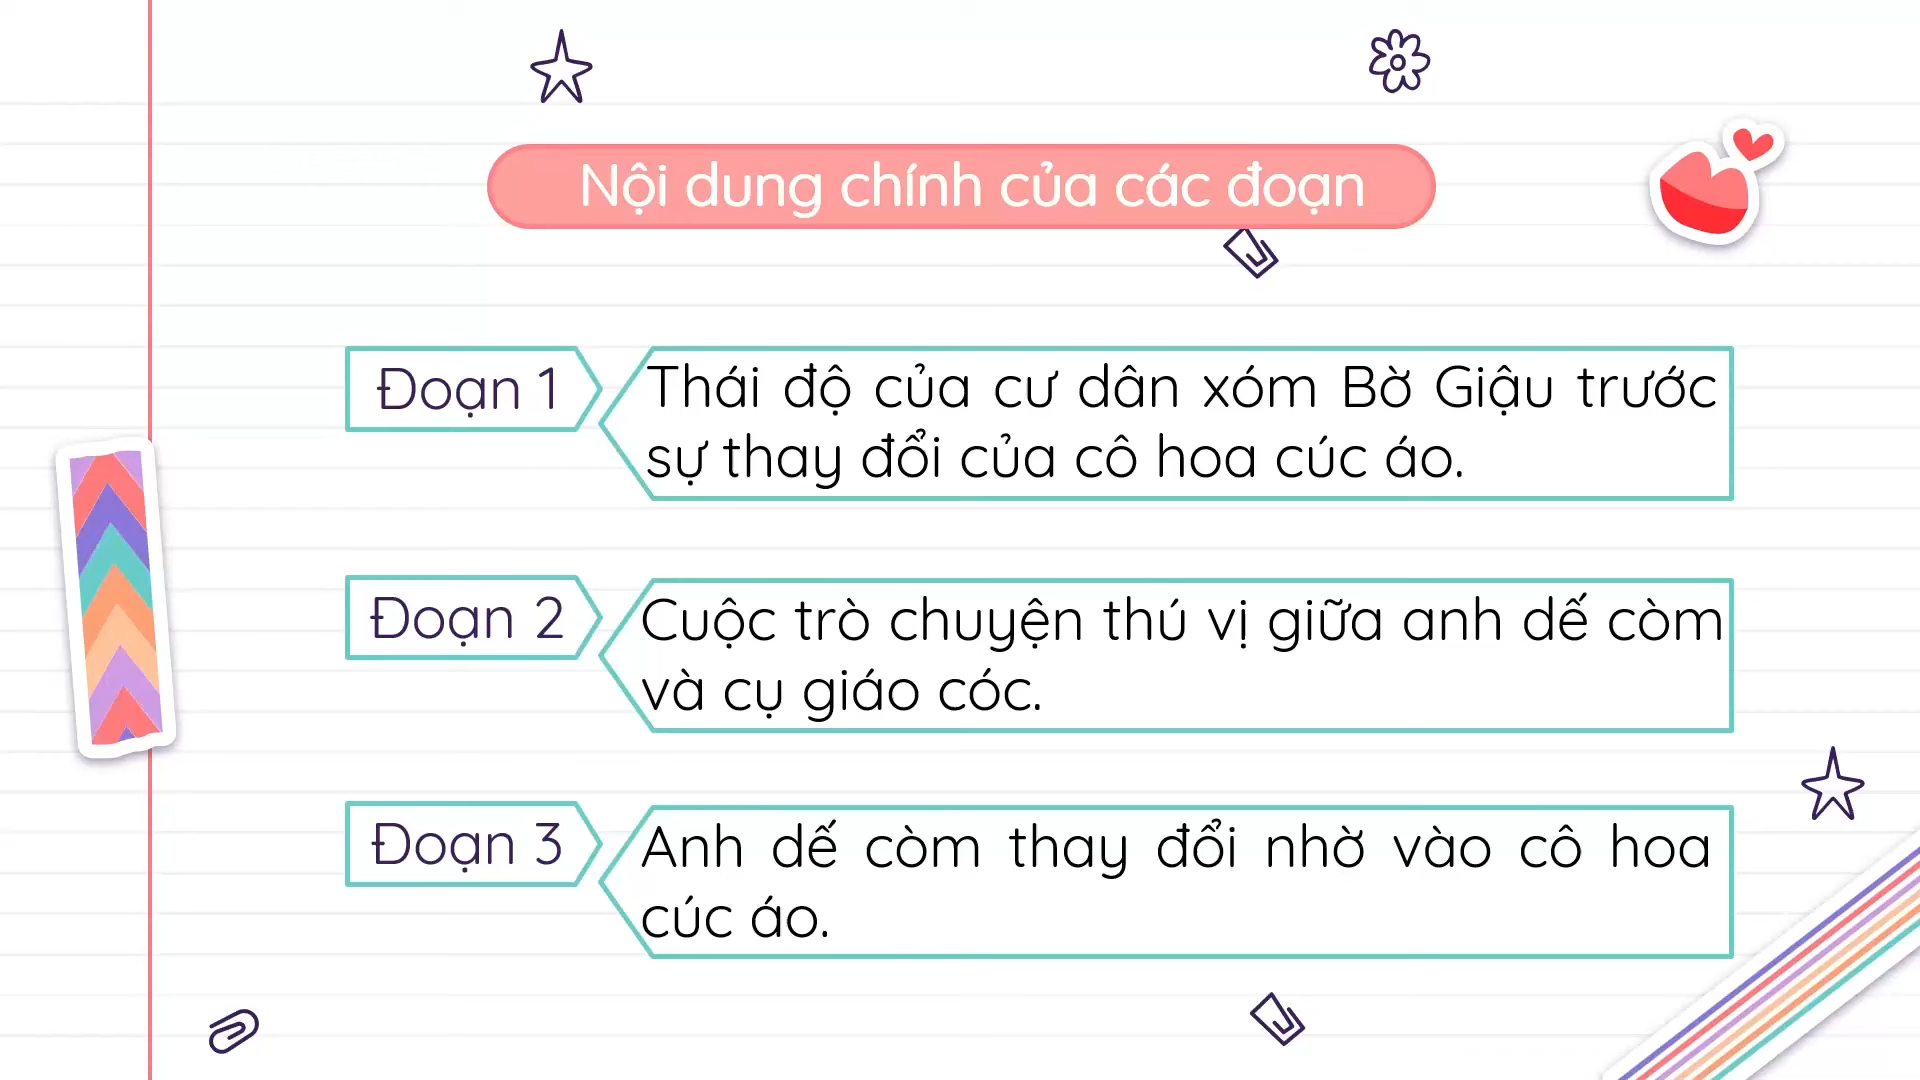 Nội dung chính của các đoạn
Đoạn 1
Thái độ của cư dân xóm Bờ Giậu trước
sự thay đổi của cô hoa cúc áo.
Đoạn 2
Cuộc trò chuyện thú vị giữa anh dế còm
và cụ giáo cóc.
Đoạn 3
Anh dế còm thay đổi nhờ vào cô hoa
cúc áo.